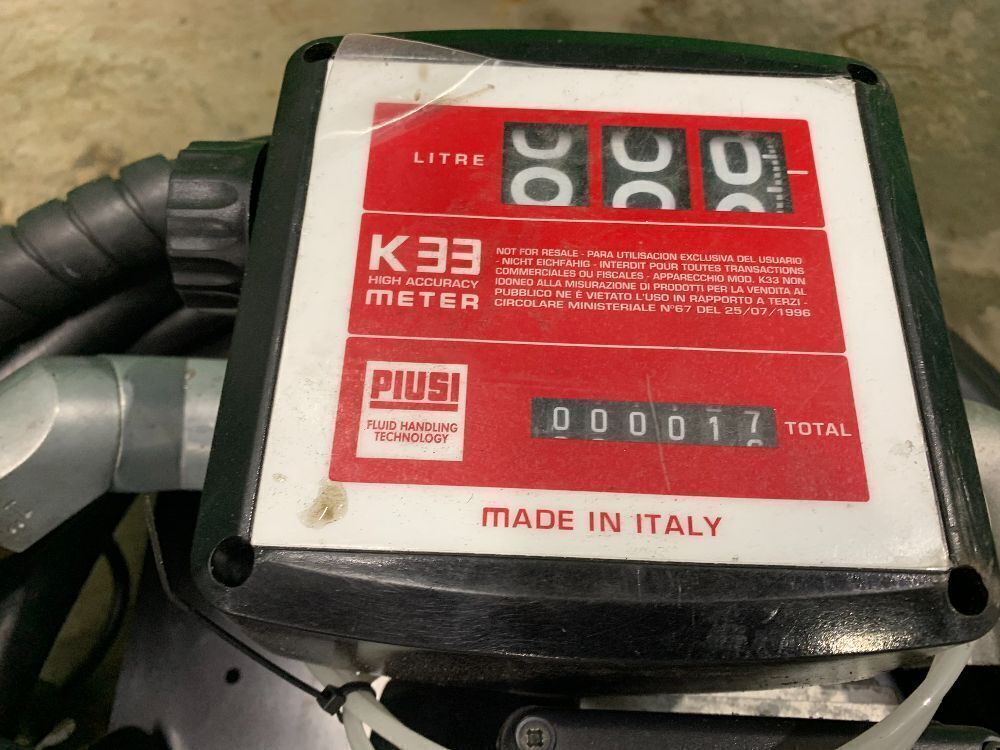 LITRE 000
K33
HIGH ACCURACY
METER
NOT FOR RESALE - PARA UTILISACION EXCLUSIVA DEL USUARIO
- NICHT EICHFÄHIG - INTERDIT POUR TOUTES TRANSACTIONS
COMMERCIALES OU FISCALES - APPARECCHIO MOD. K33 NON
IDONEO ALLA MISURAZIONE DI PRODOTTI PER LA VENDITA AL
PUBBLICO NE È VIETATO L'USO IN RAPPORTO A TERZI -
CIRCOLARE MINISTERIALE N°67 DEL 25/07/1996
PIUSI
FLUID HANDLING
TECHNOLOGY
0000017 TOTAL
MADE IN ITALY